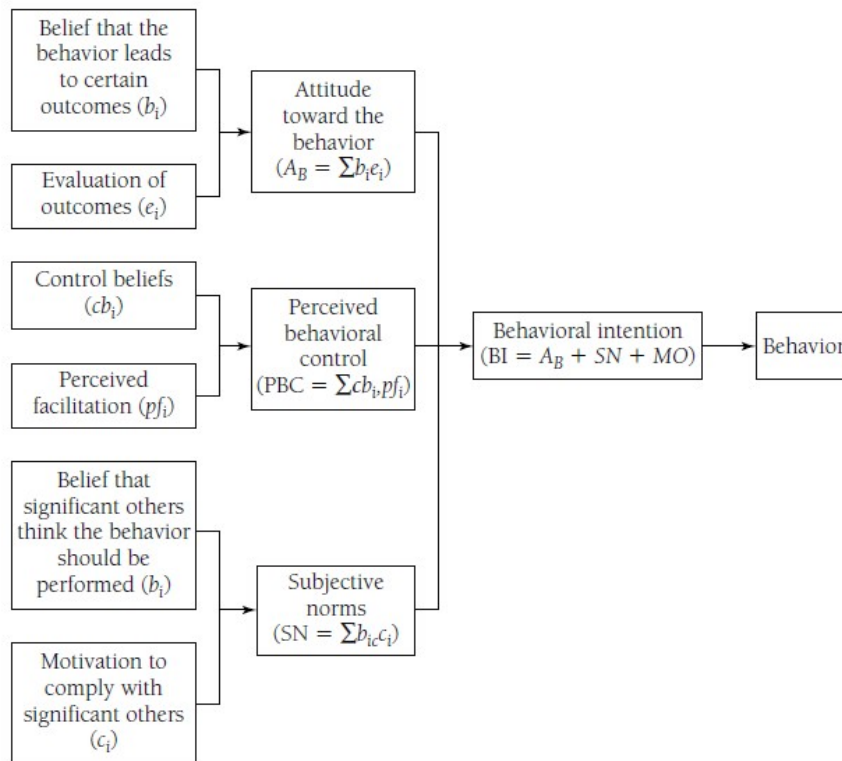 Belief that the
behavior leads
to certain
outcomes (bᵢ)
Evaluation of
outcomes (eᵢ)
Attitude
toward the
behavior
(A_B = ∑bᵢeᵢ)
Control beliefs
(cbᵢ)
Perceived
facilitation (pfᵢ)
Perceived
behavioral
control
(PBC = ∑cbᵢ,pfᵢ)
Belief that
significant others
think the behavior
should be
performed (bᵢ)
Motivation to
comply with
significant others
(cᵢ)
Subjective
norms
(SN = ∑b_ic cᵢ)
Behavioral intention
(BI = A_B + SN + MO)
Behavior